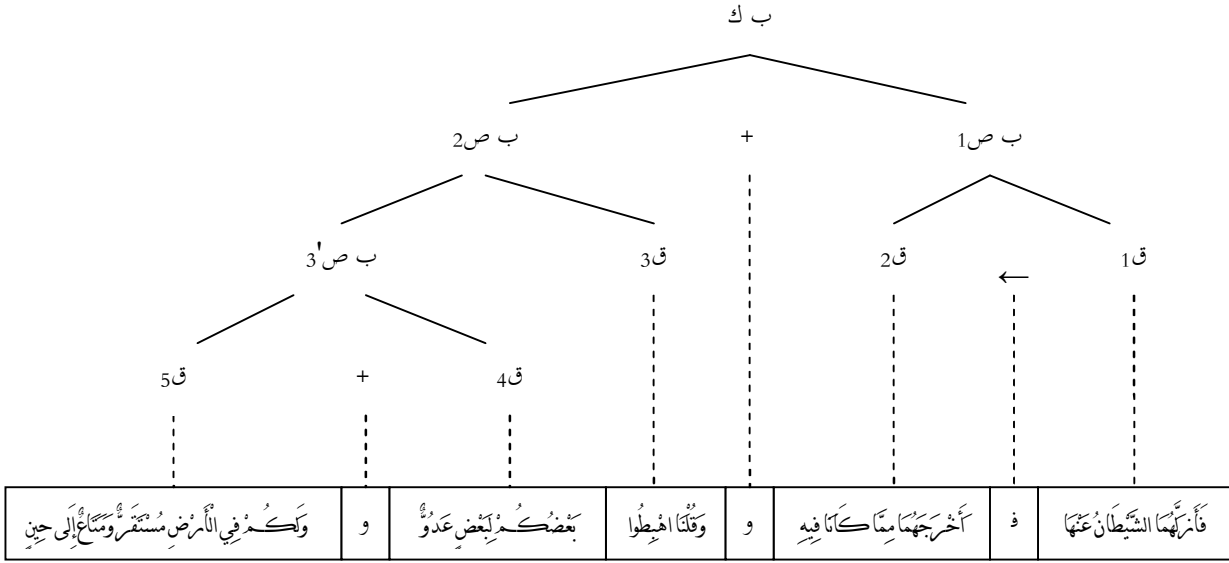 ب ك
ب ص1 + ب ص2
ق1 ← ق2 ق3 ب ص'3
ق4 + ق5
فَأَزَلَّهُمَا الشَّيْطَانُ عَنْهَا ف أَخْرَجَهُمَا مِمَّا كَانَا فِيهِ و وَقُلْنَا اهْبِطُوا بَعْضُكُمْ لِبَعْضٍ عَدُوٌّ و وَلَكُمْ فِي الْأَرْضِ مُسْتَقَرٌّ وَمَتَاعٌ إِلَى حِينٍ